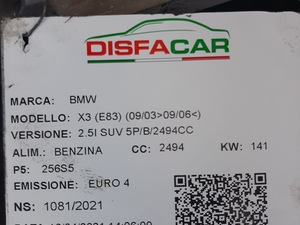 DISFACAR
MARCA: BMW
MODELLO: X3 (E83) (09/03>09/06<)
VERSIONE: 2.5I SUV 5P/B/2494CC
ALIM.: BENZINA CC: 2494 KW: 141
P5: 256S5
EMISSIONE: EURO 4
NS: 1081/2021